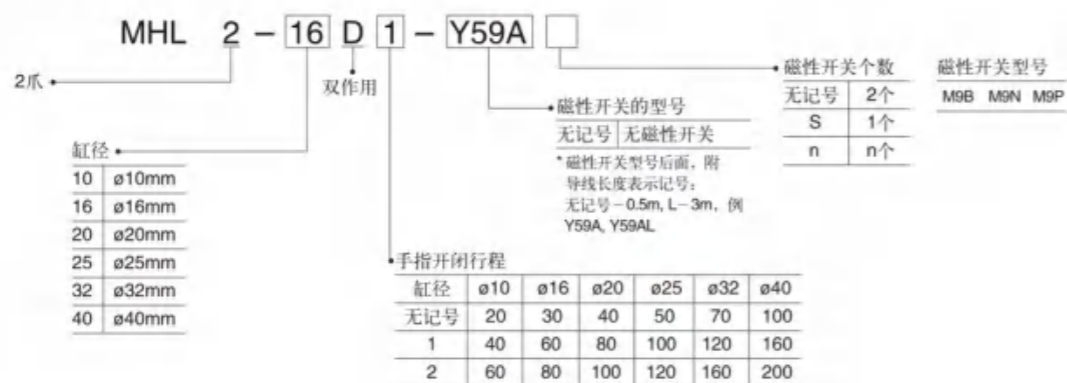 MHL 2 - 16 D 1 - Y59A
2爪
双作用
磁性开关个数
无记号 2个
S 1个
n n个
磁性开关型号
M9B M9N M9P
磁性开关的型号
无记号 无磁性开关
*磁性开关型号后面，附
导线长度表示记号：
无记号－0.5m, L－3m，例
Y59A, Y59AL
缸径
10 ø10mm
16 ø16mm
20 ø20mm
25 ø25mm
32 ø32mm
40 ø40mm
手指开闭行程
缸径 ø10 ø16 ø20 ø25 ø32 ø40
无记号 20 30 40 50 70 100
1 40 60 80 100 120 160
2 60 80 100 120 160 200